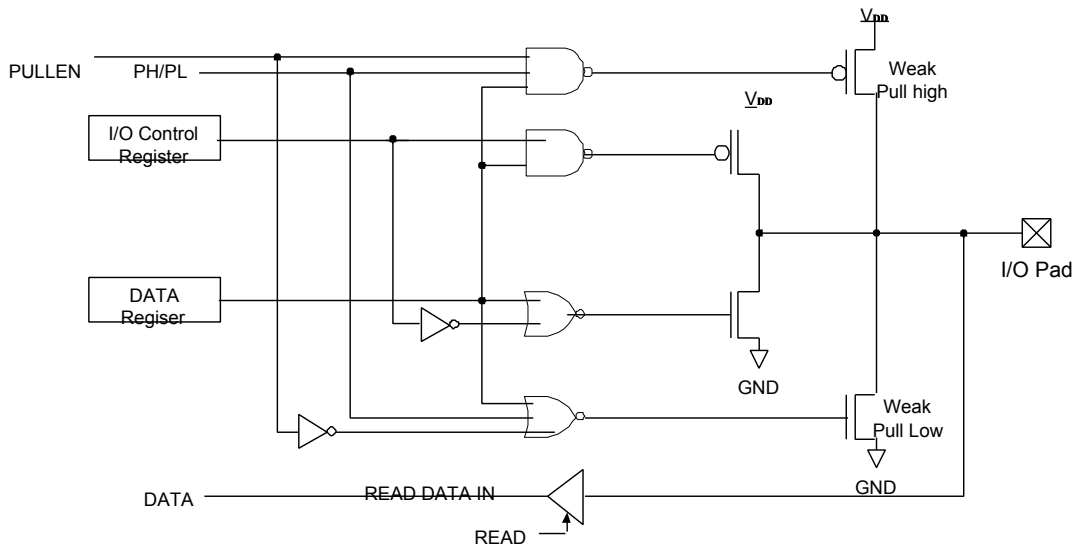 VDD
PULLEN
PH/PL
Weak
Pull high
VDD
I/O Control
Register
I/O Pad
DATA
Regiser
GND
Weak
Pull Low
GND
DATA
READ DATA IN
READ